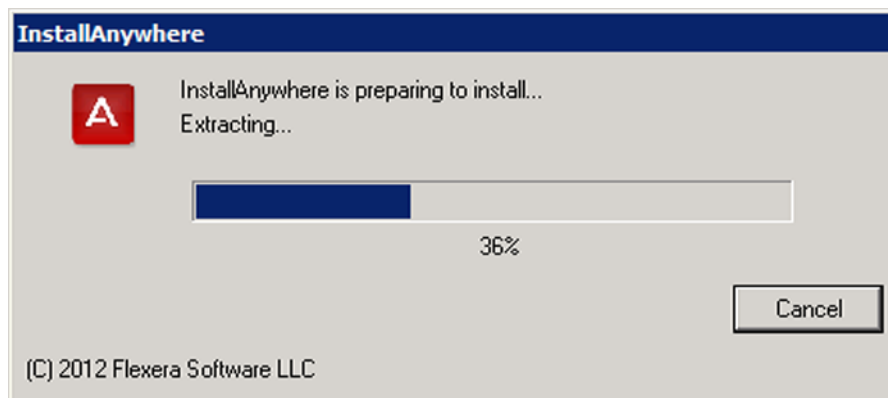 InstallAnywhere
InstallAnywhere is preparing to install...
Extracting...
36%
Cancel
(C) 2012 Flexera Software LLC